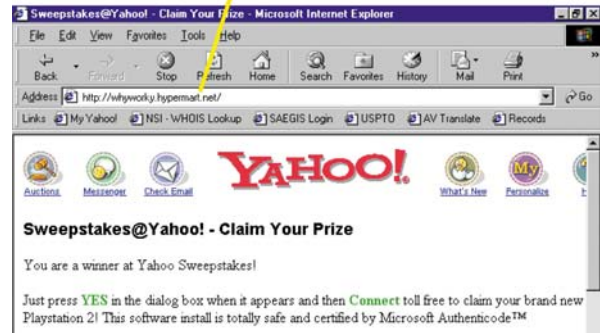 Sweepstakes@Yahoo! - Claim Your Prize - Microsoft Internet Explorer
File Edit View Favorites Tools Help
Back Forward Stop Refresh Home Search Favorites History Mail Print »
Address http://whyworky.hypermart.net/ Go
Links My Yahoo! NSI - WHOIS Lookup SAEGIS Login USPTO AV Translate Records
YAHOO!
Auctions Messenger Check Email What's New Personalize
Sweepstakes@Yahoo! - Claim Your Prize
You are a winner at Yahoo Sweepstakes!
Just press YES in the dialog box when it appears and then Connect toll free to claim your brand new
Playstation 2! This software install is totally safe and certified by Microsoft Authenticode™